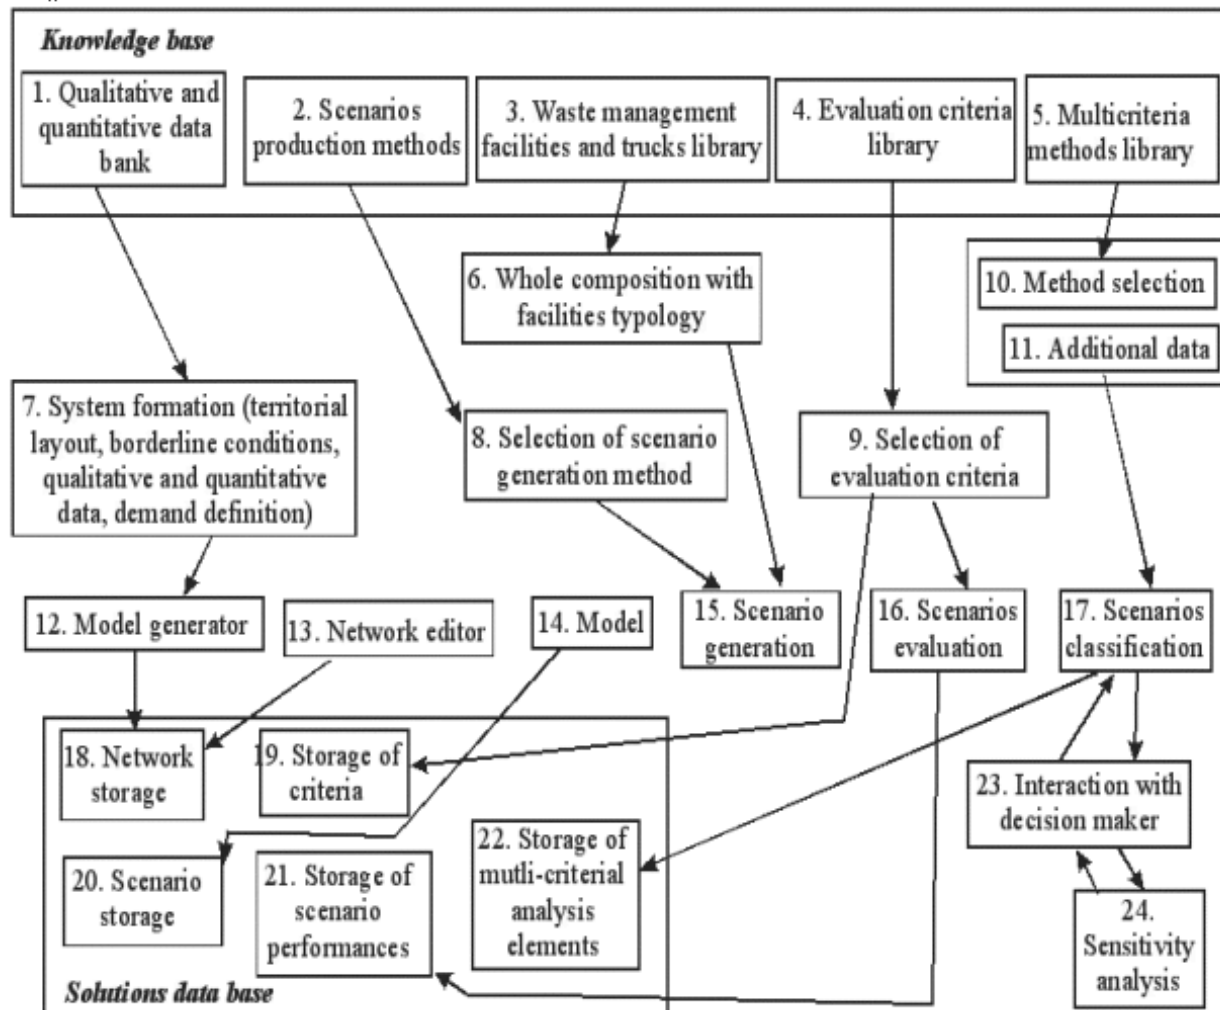 Knowledge base
1. Qualitative and
quantitative data
bank
2. Scenarios
production methods
3. Waste management
facilities and trucks library
4. Evaluation criteria
library
5. Multicriteria
methods library
6. Whole composition with
facilities typology
10. Method selection
11. Additional data
7. System formation (territorial
layout, borderline conditions,
qualitative and quantitative
data, demand definition)
8. Selection of scenario
generation method
9. Selection of
evaluation criteria
12. Model generator
13. Network editor
14. Model
15. Scenario
generation
16. Scenarios
evaluation
17. Scenarios
classification
18. Network
storage
19. Storage of
criteria
20. Scenario
storage
21. Storage of
scenario
performances
22. Storage of
mutli-criterial
analysis
elements
23. Interaction with
decision maker
24.
Sensitivity
analysis
Solutions data base